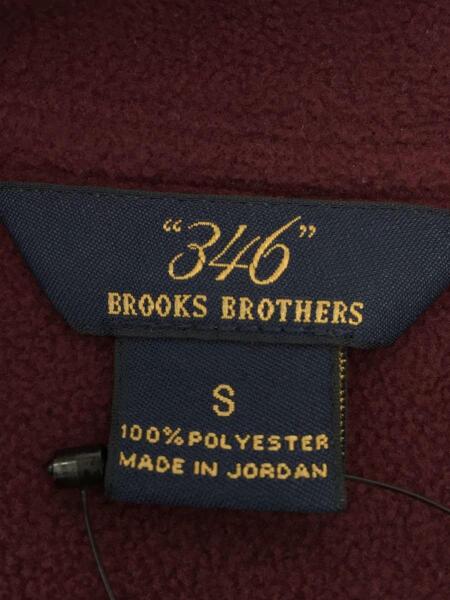 “346”
BROOKS BROTHERS
S
100%POLYESTER
MADE IN JORDAN